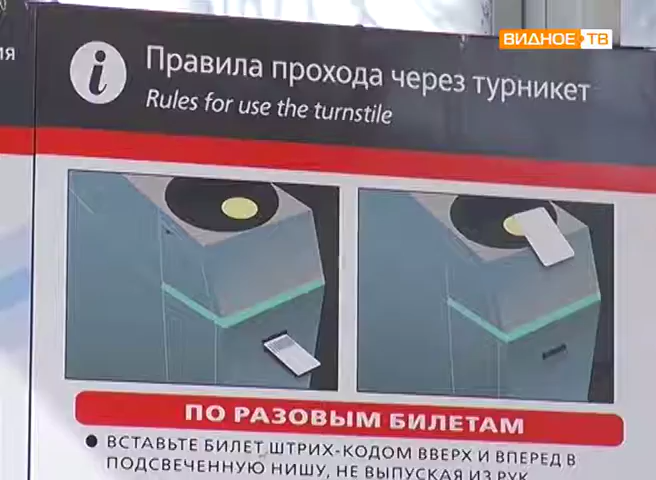 ВИДНОЕ ТВ
ия
Правила прохода через турникет
Rules for use the turnstile
ПО РАЗОВЫМ БИЛЕТАМ
● ВСТАВЬТЕ БИЛЕТ ШТРИХ-КОДОМ ВВЕРХ И ВПЕРЕД В
ПОДСВЕЧЕННУЮ НИШУ, НЕ ВЫПУСКАЯ ИЗ РУК